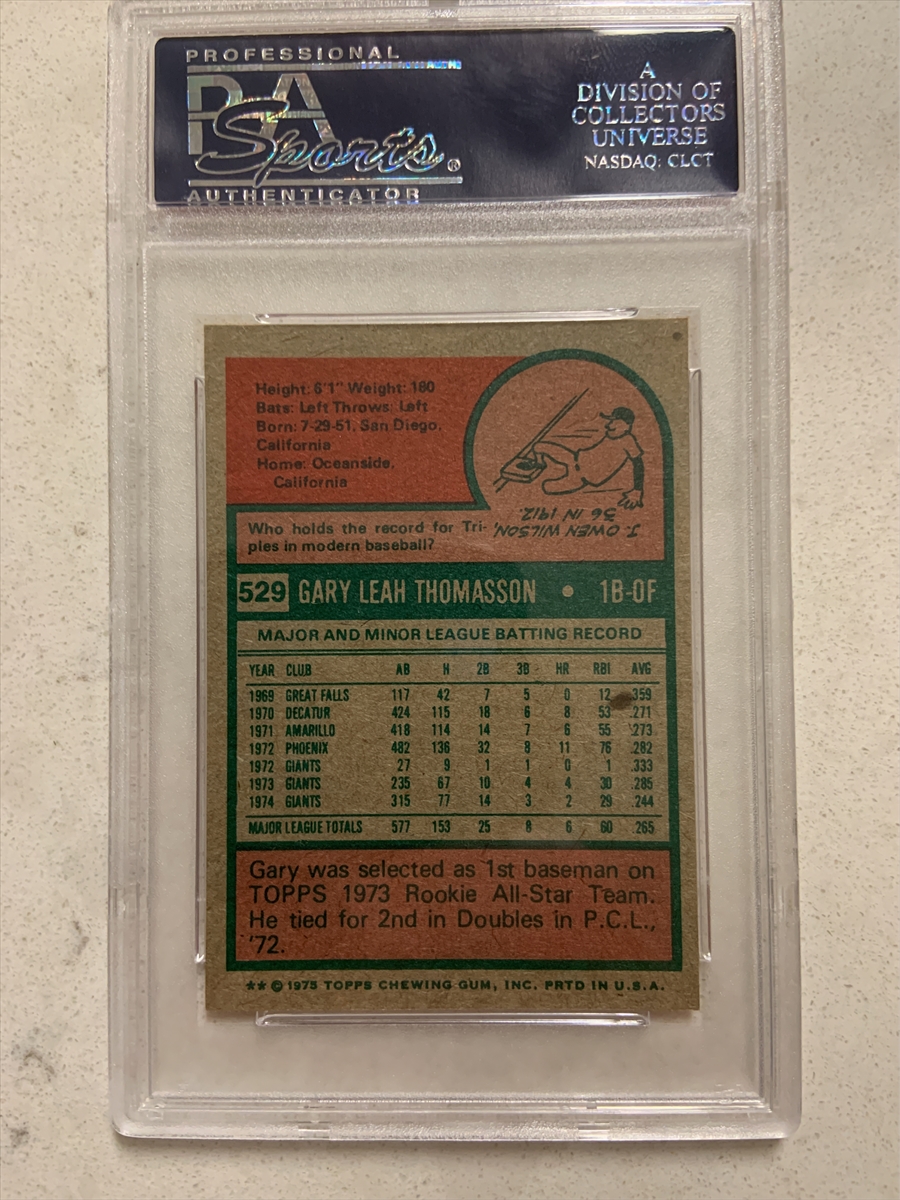 PROFESSIONAL
PSA
Sports®
AUTHENTICATOR
A
DIVISION OF
COLLECTORS
UNIVERSE
NASDAQ: CLCT
Height: 6'1" Weight: 180
Bats: Left Throws: Left
Born: 7-29-51, San Diego,
California
Home: Oceanside,
California
Who holds the record for Tri-
ples in modern baseball?
J. OWEN WILSON,
36 IN 1912.
529 GARY LEAH THOMASSON • 1B-OF
MAJOR AND MINOR LEAGUE BATTING RECORD
YEAR CLUB AB H 2B 3B HR RBI AVG
1969 GREAT FALLS 117 42 7 5 0 12 .359
1970 DECATUR 424 115 18 6 8 53 .271
1971 AMARILLO 418 114 14 7 6 55 .273
1972 PHOENIX 482 136 32 8 11 76 .282
1972 GIANTS 27 9 1 1 0 1 .333
1973 GIANTS 235 67 10 4 4 30 .285
1974 GIANTS 315 77 14 3 2 29 .244
MAJOR LEAGUE TOTALS 577 153 25 8 6 60 .265
Gary was selected as 1st baseman on
TOPPS 1973 Rookie All-Star Team.
He tied for 2nd in Doubles in P.C.L.,
'72.
** © 1975 TOPPS CHEWING GUM, INC. PRTD IN U.S.A.